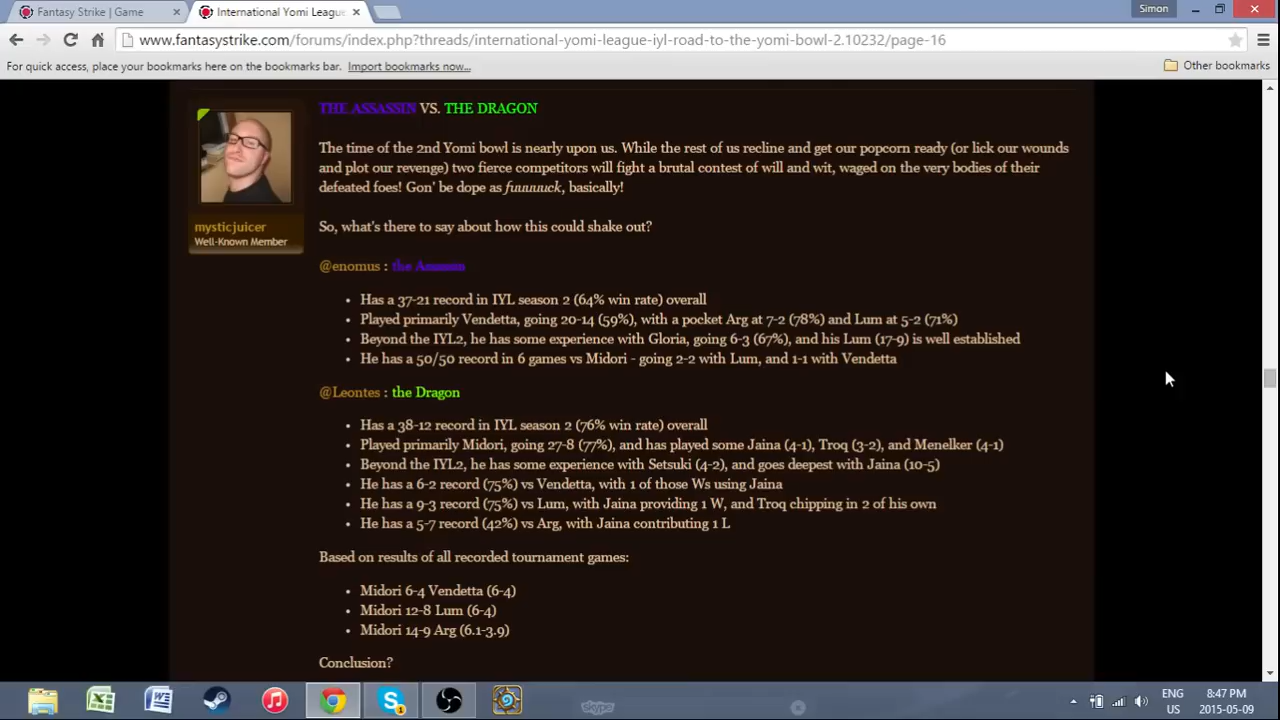 Fantasy Strike | Game
International Yomi League
Simon
www.fantasystrike.com/forums/index.php?threads/international-yomi-league-iyl-road-to-the-yomi-bowl-2.10232/page-16
For quick access, place your bookmarks here on the bookmarks bar. Import bookmarks now...
Other bookmarks
THE ASSASSIN VS. THE DRAGON
The time of the 2nd Yomi bowl is nearly upon us. While the rest of us recline and get our popcorn ready (or lick our wounds
and plot our revenge) two fierce competitors will fight a brutal contest of will and wit, waged on the very bodies of their
defeated foes! Gon' be dope as fuuuuuck, basically!
mysticjuicer
Well-Known Member
So, what's there to say about how this could shake out?
@enomus : the Assassin
• Has a 37-21 record in IYL season 2 (64% win rate) overall
• Played primarily Vendetta, going 20-14 (59%), with a pocket Arg at 7-2 (78%) and Lum at 5-2 (71%)
• Beyond the IYL2, he has some experience with Gloria, going 6-3 (67%), and his Lum (17-9) is well established
• He has a 50/50 record in 6 games vs Midori - going 2-2 with Lum, and 1-1 with Vendetta
@Leontes : the Dragon
• Has a 38-12 record in IYL season 2 (76% win rate) overall
• Played primarily Midori, going 27-8 (77%), and has played some Jaina (4-1), Troq (3-2), and Menelker (4-1)
• Beyond the IYL2, he has some experience with Setsuki (4-2), and goes deepest with Jaina (10-5)
• He has a 6-2 record (75%) vs Vendetta, with 1 of those Ws using Jaina
• He has a 9-3 record (75%) vs Lum, with Jaina providing 1 W, and Troq chipping in 2 of his own
• He has a 5-7 record (42%) vs Arg, with Jaina contributing 1 L
Based on results of all recorded tournament games:
• Midori 6-4 Vendetta (6-4)
• Midori 12-8 Lum (6-4)
• Midori 14-9 Arg (6.1-3.9)
Conclusion?
skype
ENG
US
8:47 PM
2015-05-09